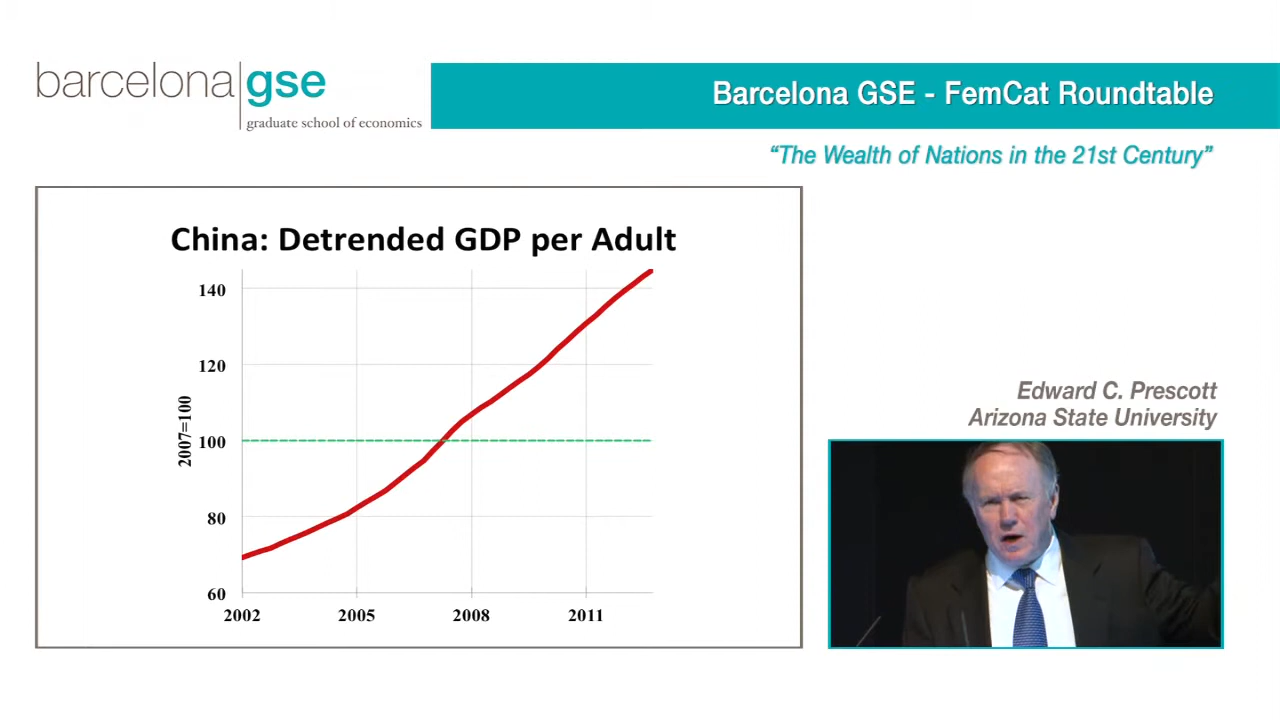 barcelona gse
graduate school of economics
Barcelona GSE - FemCat Roundtable
“The Wealth of Nations in the 21st Century”
China: Detrended GDP per Adult
140
120
100
80
60
2007=100
2002 2005 2008 2011
Edward C. Prescott
Arizona State University